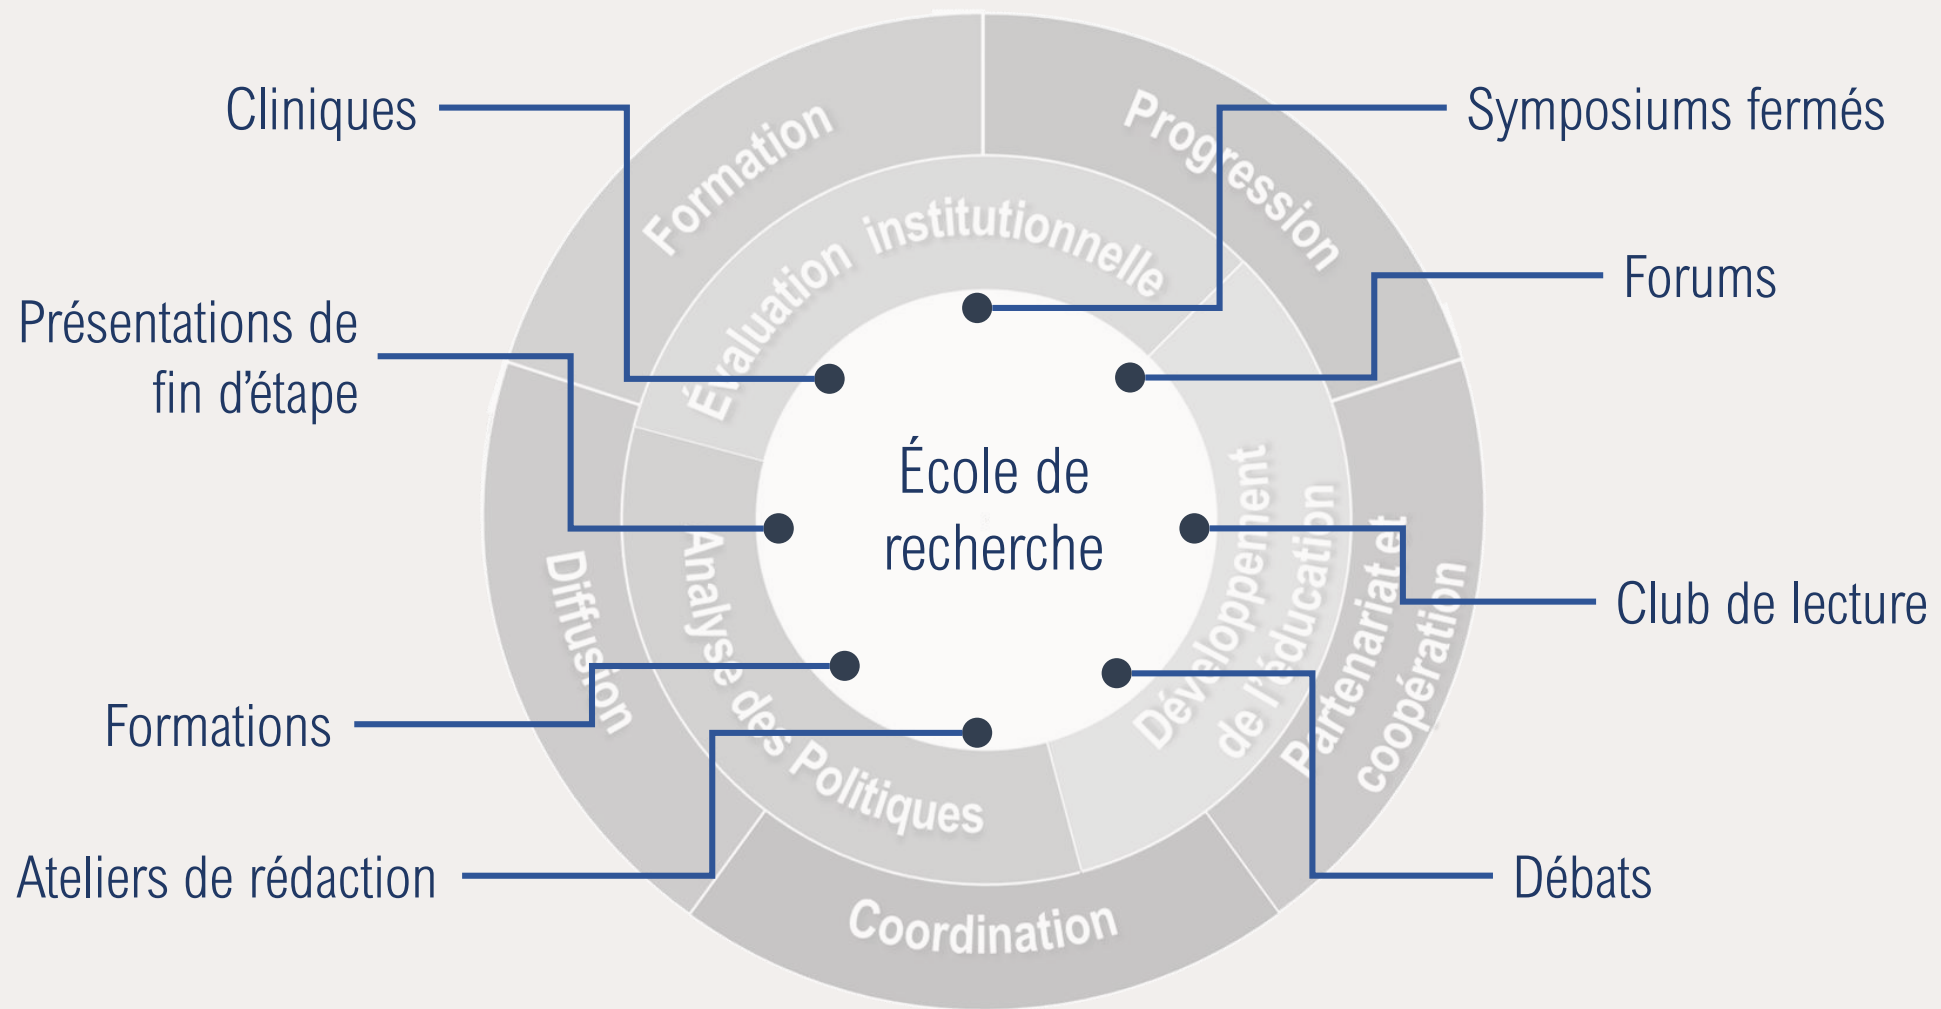 Cliniques
Symposiums fermés
Formation
Progression
Évaluation institutionnelle
Forums
Présentations de
fin d'étape
École de
recherche
Développement
de l'éducation
Partenariat et
coopération
Club de lecture
Diffusion
Analyse des Politiques
Formations
Ateliers de rédaction
Débats
Coordination